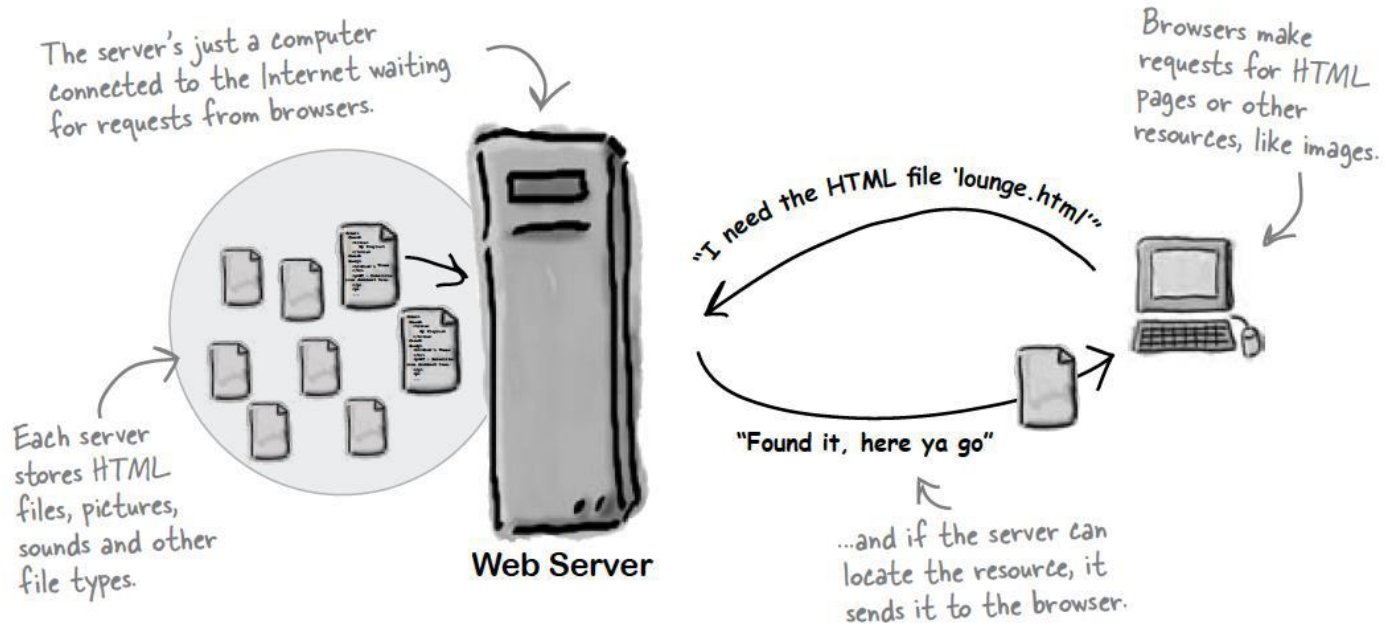 The server's just a computer
connected to the Internet waiting
for requests from browsers.
Browsers make
requests for HTML
pages or other
resources, like images.
"I need the HTML file 'lounge.html'"
"Found it, here ya go"
Each server
stores HTML
files, pictures,
sounds and other
file types.
Web Server
...and if the server can
locate the resource, it
sends it to the browser.